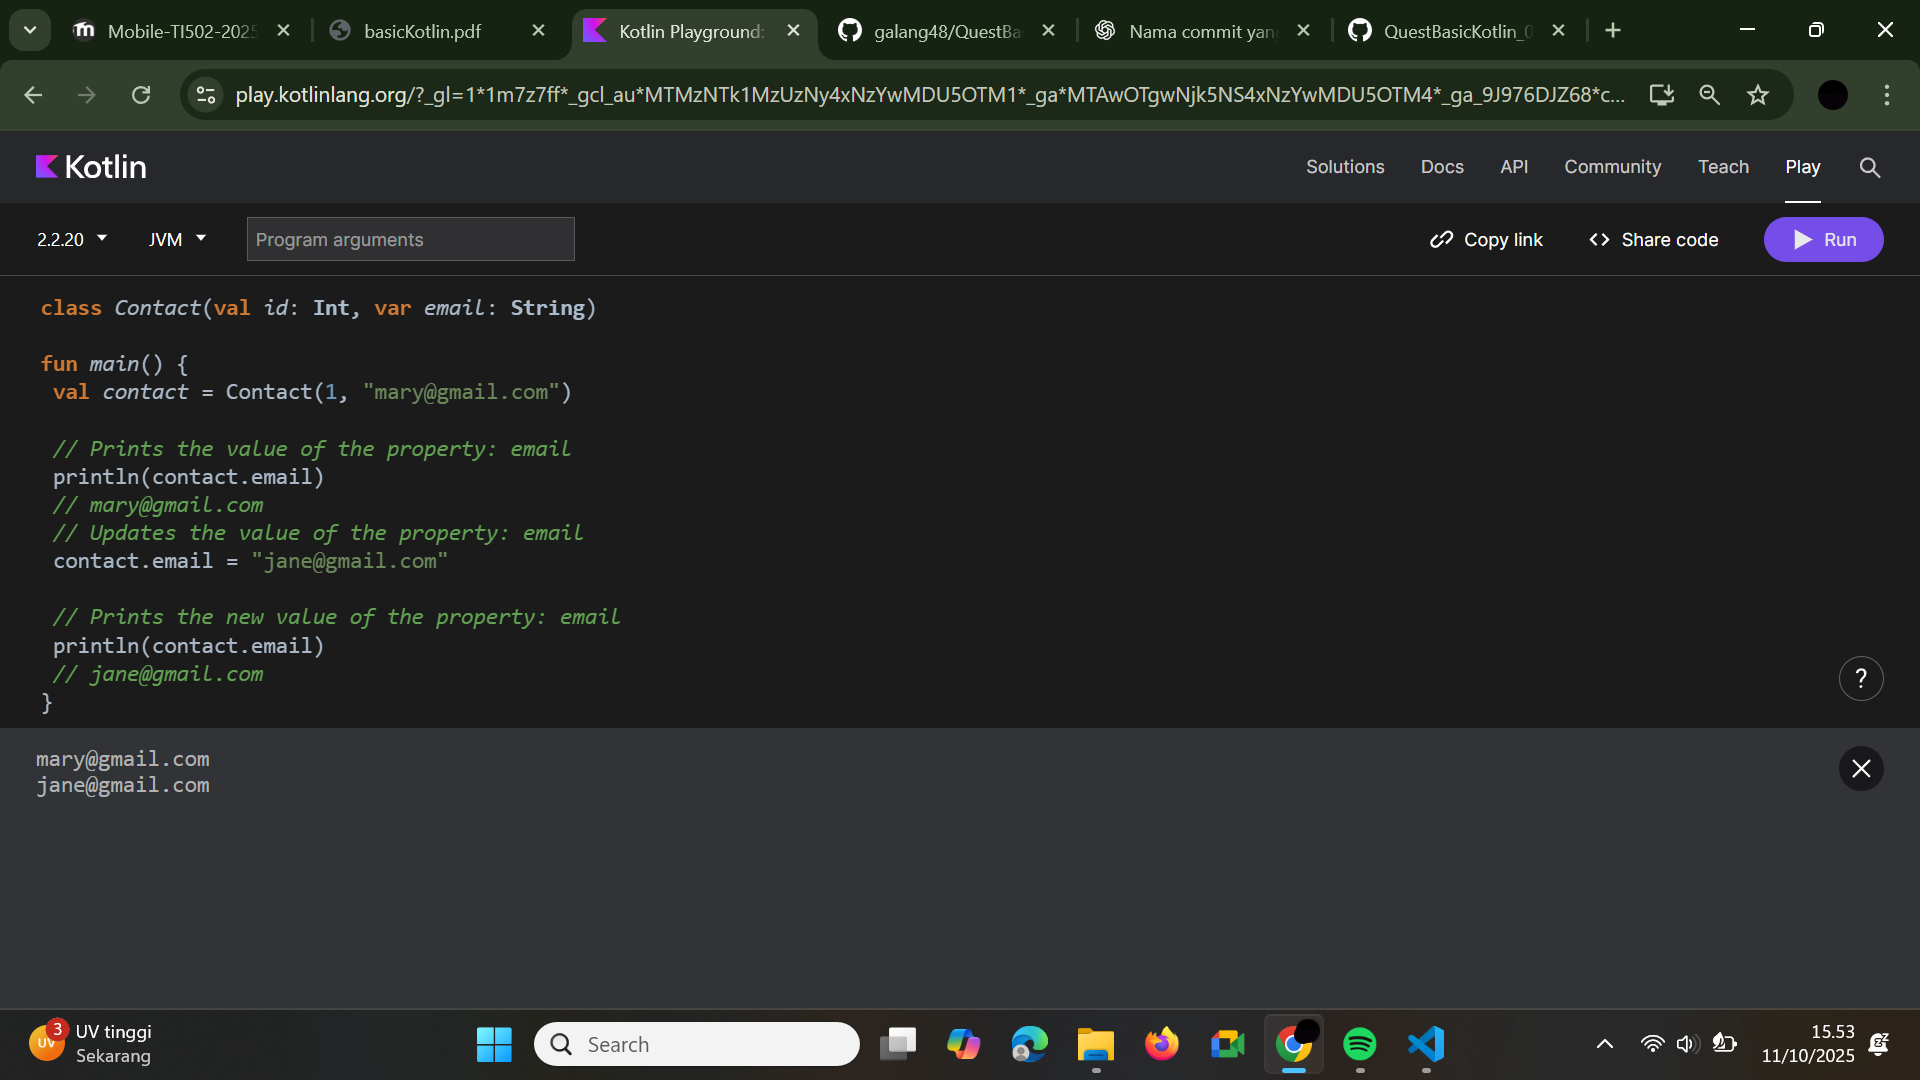 Mobile-TI502-2025
basicKotlin.pdf
Kotlin Playground:
galang48/QuestBa
Nama commit yan
QuestBasicKotlin_0
play.kotlinlang.org/?_gl=1*1m7z7ff*_gcl_au*MTMzNTk1MzUzNy4xNzYwMDU5OTM1*_ga*MTAwOTgwNjk5NS4xNzYwMDU5OTM4*_ga_9J976DJZ68*c...
Kotlin
Solutions
Docs
API
Community
Teach
Play
2.2.20
JVM
Program arguments
Copy link
Share code
Run
class Contact(val id: Int, var email: String)
fun main() {
val contact = Contact(1, "mary@gmail.com")
// Prints the value of the property: email
println(contact.email)
// mary@gmail.com
// Updates the value of the property: email
contact.email = "jane@gmail.com"
// Prints the new value of the property: email
println(contact.email)
// jane@gmail.com
}
?
mary@gmail.com
jane@gmail.com
3
UV
UV tinggi
Sekarang
Search
15.53
11/10/2025